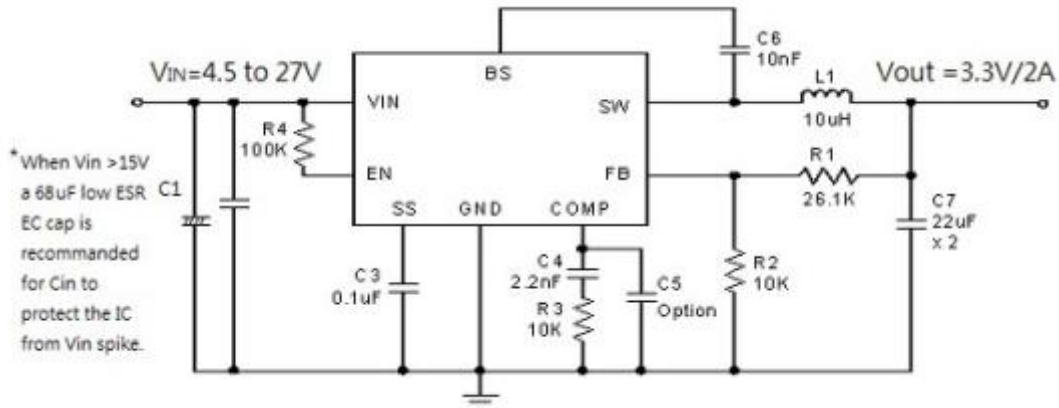 VIN=4.5 to 27V
BS
C6
10nF
Vout =3.3V/2A
VIN
SW
L1
10uH
R4
100K
*When Vin >15V
a 68uF low ESR
EC cap is
recommanded
for Cin to
protect the IC
from Vin spike.
C1
EN
FB
R1
26.1K
SS
GND
COMP
C7
22uF
x 2
C3
0.1uF
C4
2.2nF
R3
10K
C5
Option
R2
10K